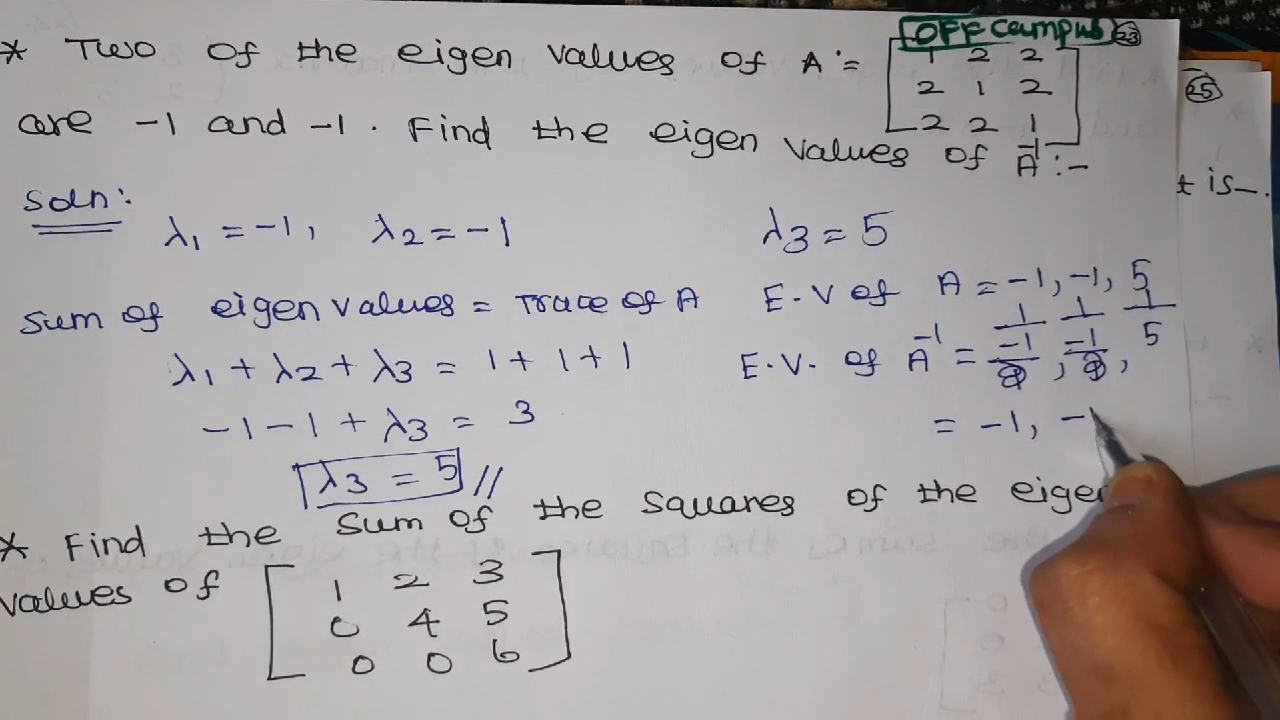 OFF campus 23
* Two of the eigen values of A = [1 2 2
2 1 2
2 2 1]
are -1 and -1. Find the eigen values of A⁻¹ :-
Soln:
λ₁ = -1, λ₂ = -1
Sum of eigen values = Trace of A
λ₁ + λ₂ + λ₃ = 1 + 1 + 1
-1 -1 + λ₃ = 3
λ₃ = 5 //
λ₃ = 5
E.V of A = -1, -1, 5
E.V. of A⁻¹ = 1/-1, 1/-1, 1/5
= -1, -1
* Find the sum of the squares of the eige
values of [1 2 3
0 4 5
0 0 6]
25
t is